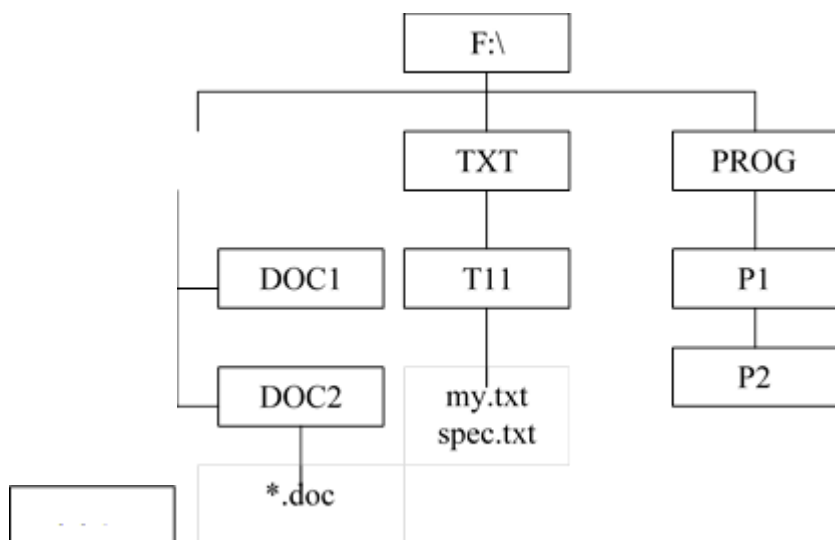 F:\
TXT
PROG
DOC1
T11
P1
DOC2
my.txt
spec.txt
P2
*.doc